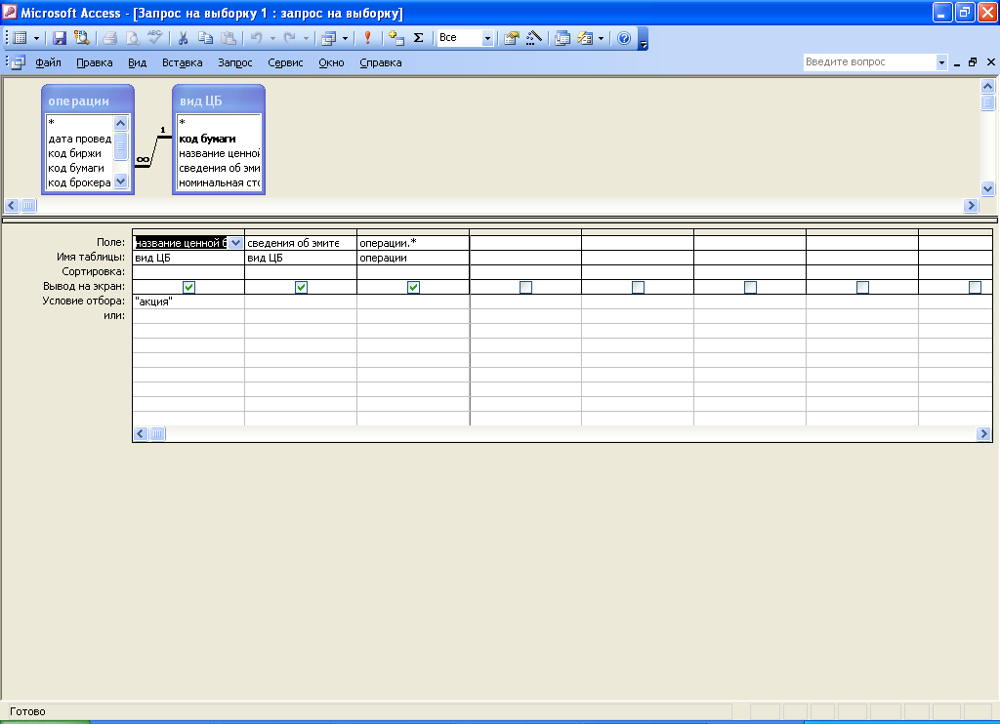 Microsoft Access - [Запрос на выборку 1 : запрос на выборку]
Все
Файл Правка Вид Вставка Запрос Сервис Окно Справка Введите вопрос
операции
*
дата провед
код биржи
код бумаги
код брокера
1
∞
вид ЦБ
*
код бумаги
название ценной
сведения об эми
номинальная сто
Поле: название ценной б сведения об эмите операции.*
Имя таблицы: вид ЦБ вид ЦБ операции
Сортировка:
Вывод на экран:
Условие отбора: "акция"
или:
Готово